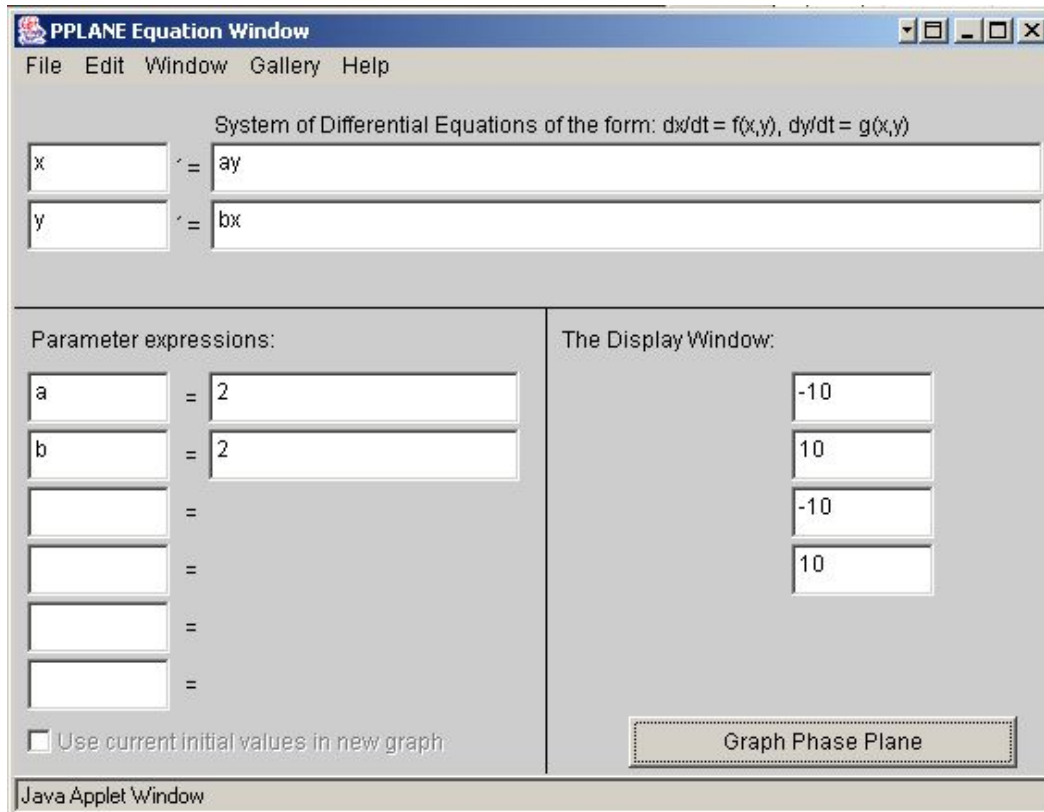 PPLANE Equation Window
File Edit Window Gallery Help
System of Differential Equations of the form: dx/dt = f(x,y), dy/dt = g(x,y)
x ´ = ay
y ´ = bx
Parameter expressions:
a = 2
b = 2
=
=
=
=
Use current initial values in new graph
The Display Window:
-10
10
-10
10
Graph Phase Plane
Java Applet Window